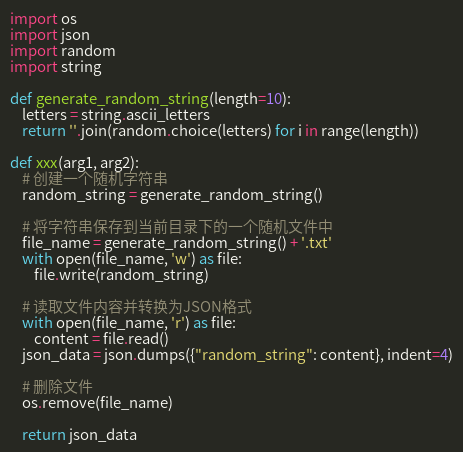 import os
import json
import random
import string

def generate_random_string(length=10):
    letters = string.ascii_letters
    return ''.join(random.choice(letters) for i in range(length))

def xxx(arg1, arg2):
    # 创建一个随机字符串
    random_string = generate_random_string()

    # 将字符串保存到当前目录下的一个随机文件中
    file_name = generate_random_string() + '.txt'
    with open(file_name, 'w') as file:
        file.write(random_string)

    # 读取文件内容并转换为JSON格式
    with open(file_name, 'r') as file:
        content = file.read()
    json_data = json.dumps({"random_string": content}, indent=4)

    # 删除文件
    os.remove(file_name)

    return json_data